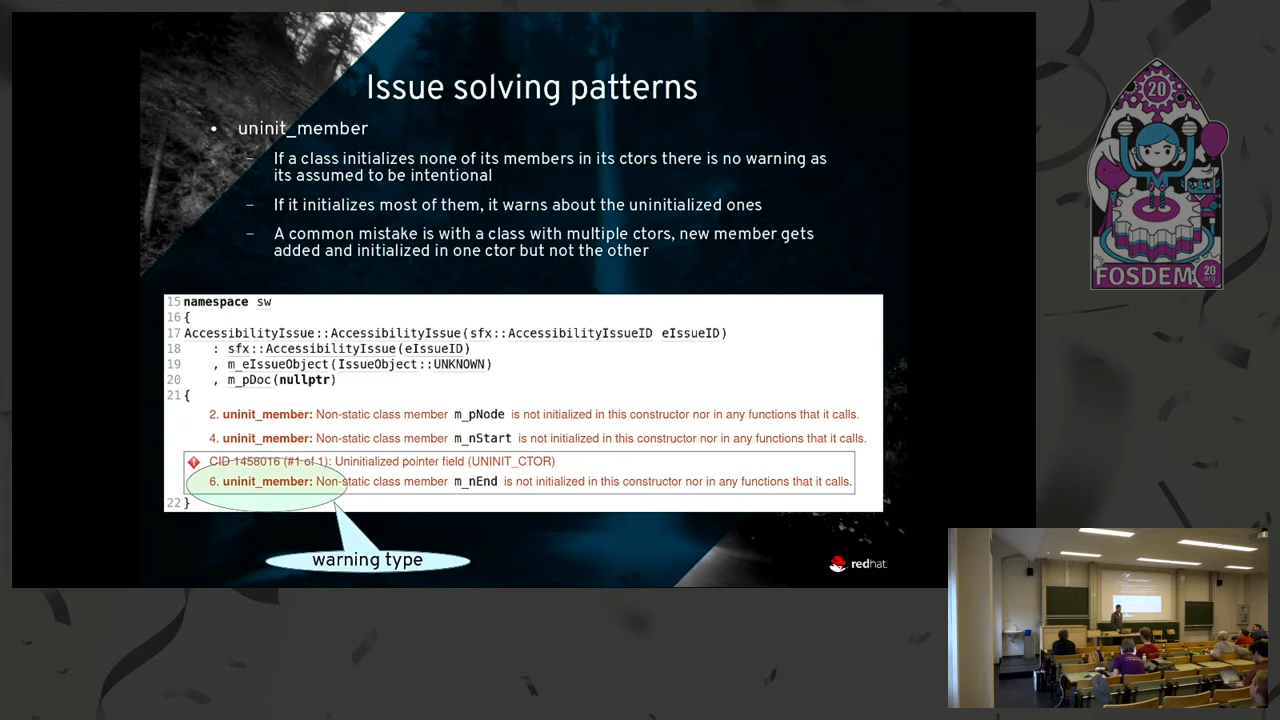 Issue solving patterns
• uninit_member
– If a class initializes none of its members in its ctors there is no warning as
its assumed to be intentional
– If it initializes most of them, it warns about the uninitialized ones
– A common mistake is with a class with multiple ctors, new member gets
added and initialized in one ctor but not the other
15 namespace sw
16 {
17 AccessibilityIssue::AccessibilityIssue(sfx::AccessibilityIssueID eIssueID)
18 : sfx::AccessibilityIssue(eIssueID)
19 , m_eIssueObject(IssueObject::UNKNOWN)
20 , m_pDoc(nullptr)
21 {
2. uninit_member: Non-static class member m_pNode is not initialized in this constructor nor in any functions that it calls.
4. uninit_member: Non-static class member m_nStart is not initialized in this constructor nor in any functions that it calls.
CID 1458016 (#1 of 1): Uninitialized pointer field (UNINIT_CTOR)
6. uninit_member: Non-static class member m_nEnd is not initialized in this constructor nor in any functions that it calls.
22 }
warning type
redhat.
20
FOSDEM 20
.org